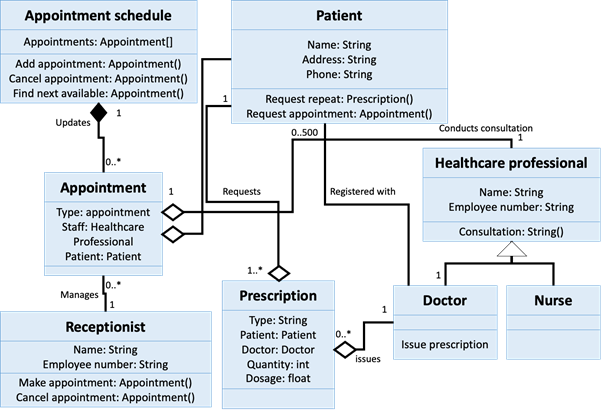 Appointment schedule
Appointments: Appointment[]
Add appointment: Appointment()
Cancel appointment: Appointment()
Find next available: Appointment()
Patient
Name: String
Address: String
Phone: String
Request repeat: Prescription()
Request appointment: Appointment()
1
Updates
0..*
1
0..500
Conducts consultation
1
Healthcare professional
Name: String
Employee number: String
Consultation: String()
Appointment
Type: appointment
Staff: Healthcare
Professional
Patient: Patient
1
Requests
Registered with
0..*
Manages
1
1..*
1
1
Receptionist
Name: String
Employee number: String
Make appointment: Appointment()
Cancel appointment: Appointment()
Prescription
Type: String
Patient: Patient
Doctor: Doctor
Quantity: int
Dosage: float
0..*
issues
Doctor
Issue prescription
Nurse